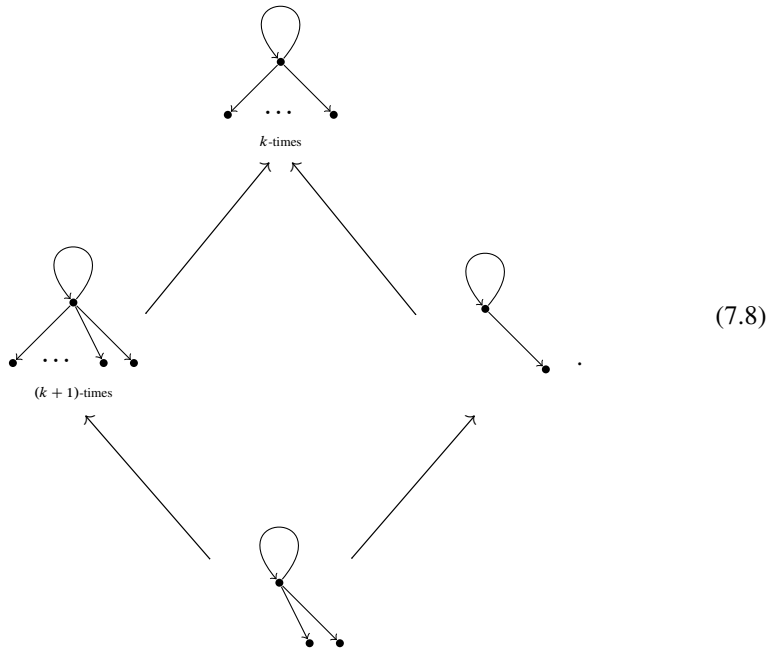 ···
k-times
(7.8)
···
.
(k + 1)-times